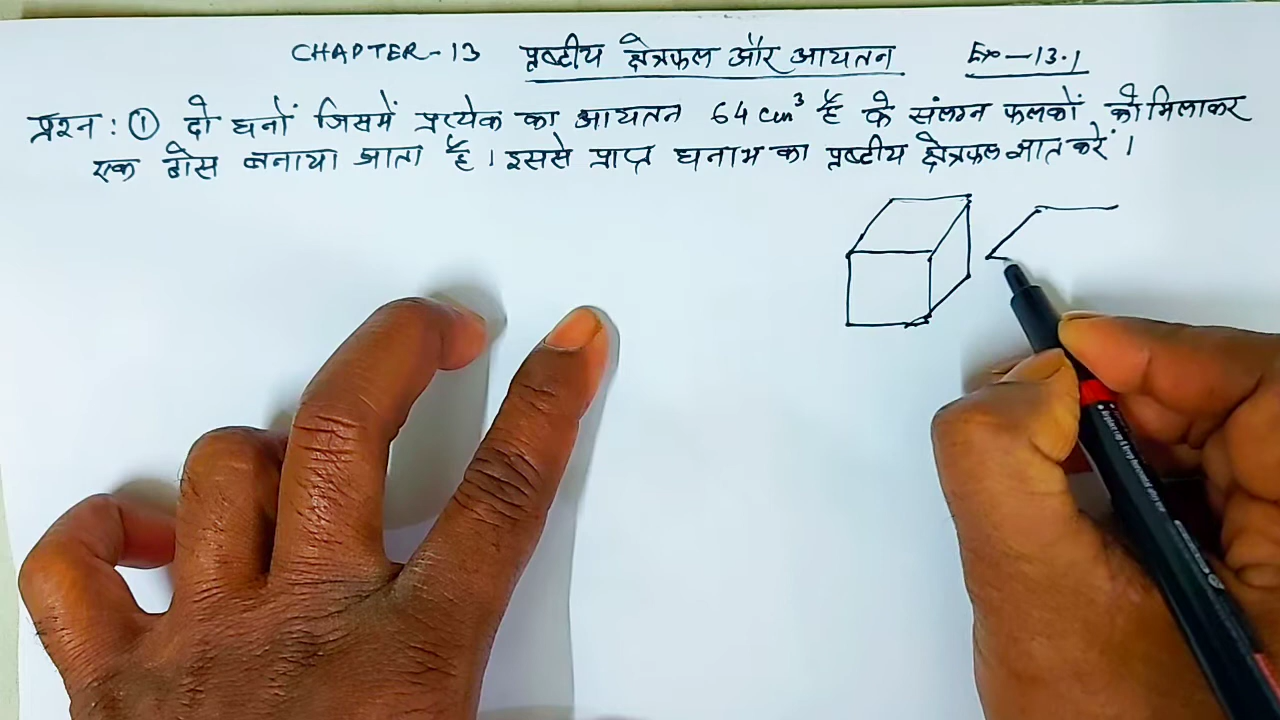 CHAPTER-13 पृष्टीय क्षेत्रफल और आयतन Ex-13.1
प्रश्न: ① दो घनों जिसमें प्रत्येक का आयतन 64 cm³ है के संलग्न फलकों को मिलाकर
एक ठोस बनाया जाता है। इससे प्राप्त घनाभ का पृष्टीय क्षेत्रफल ज्ञात करें।